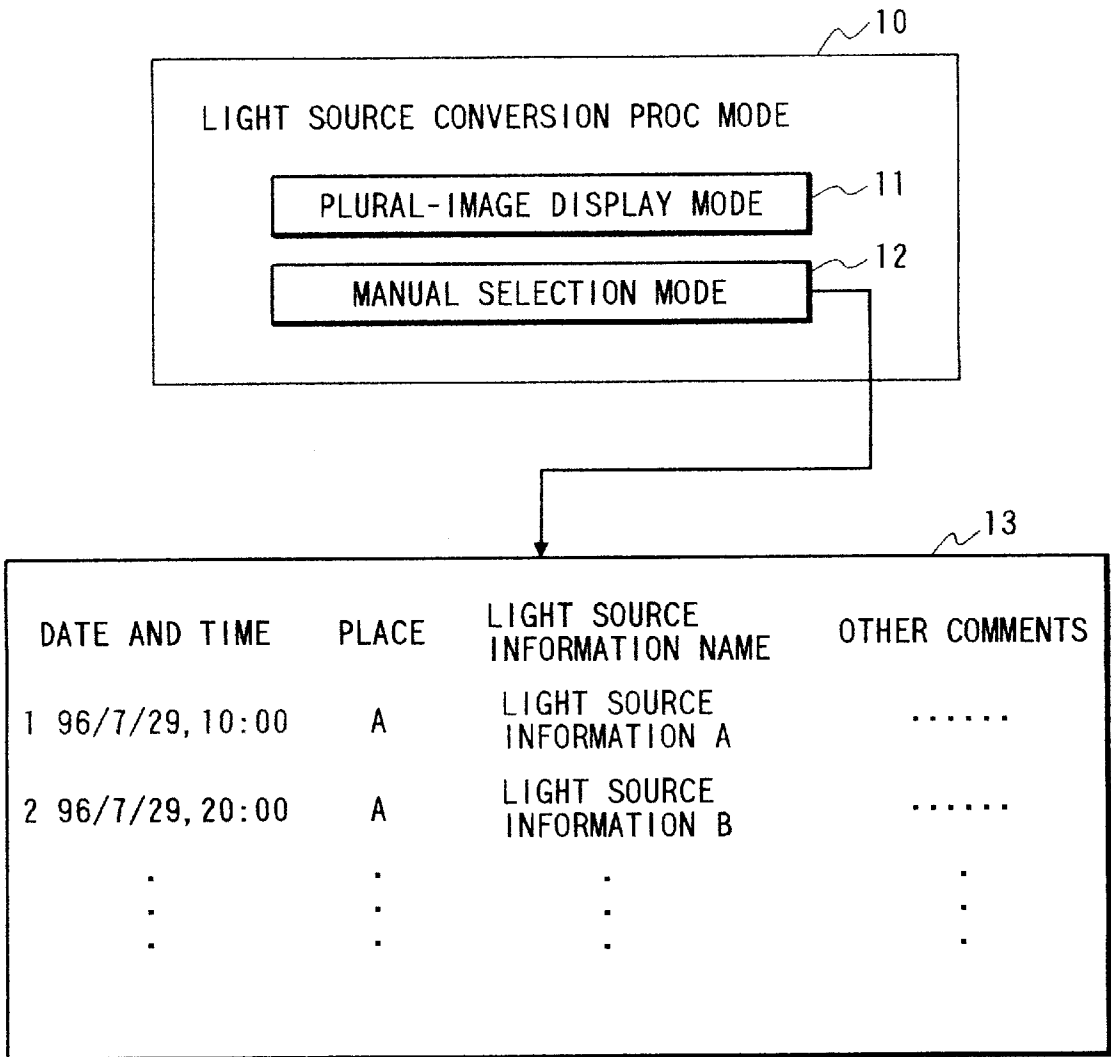 10
LIGHT SOURCE CONVERSION PROC MODE
PLURAL-IMAGE DISPLAY MODE
11
MANUAL SELECTION MODE
12
13
DATE AND TIME PLACE LIGHT SOURCE INFORMATION NAME OTHER COMMENTS
1 96/7/29, 10:00 A LIGHT SOURCE INFORMATION A ......
2 96/7/29, 20:00 A LIGHT SOURCE INFORMATION B ......
. . . .
. . . .
. . . .